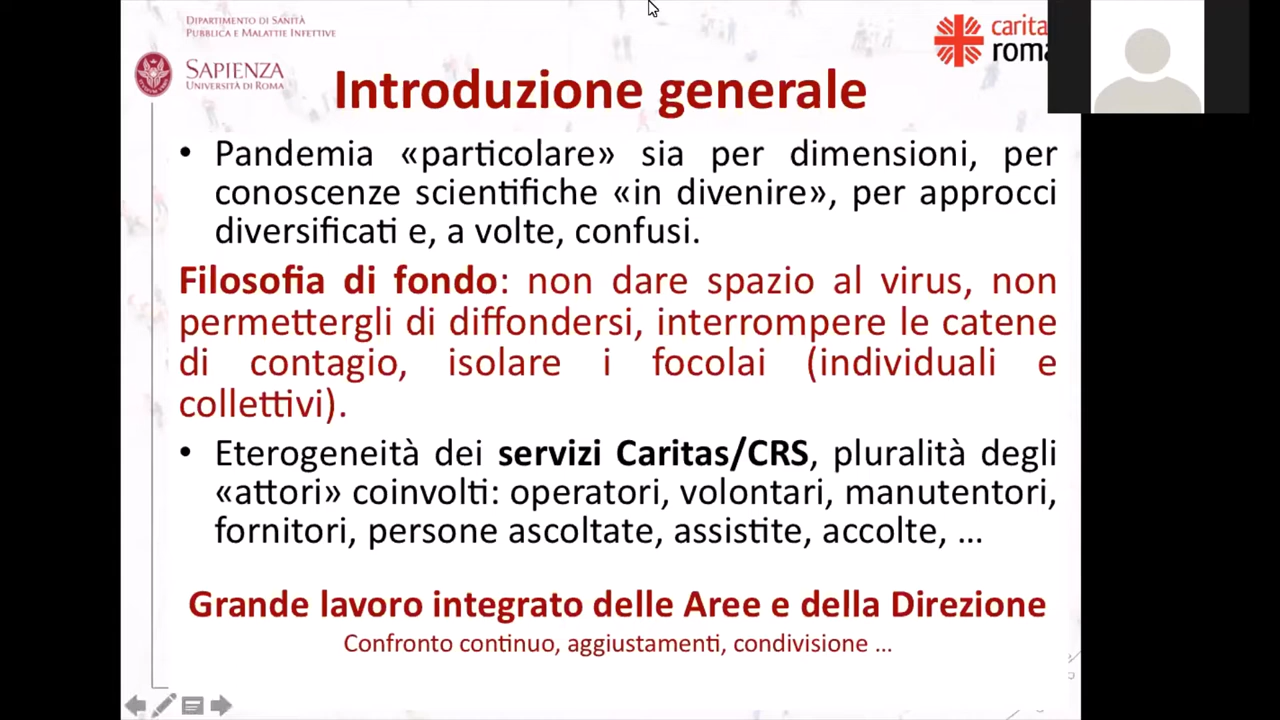 Dipartimento di Sanità
Pubblica e Malattie Infettive
Sapienza
Università di Roma
Introduzione generale
• Pandemia «particolare» sia per dimensioni, per
conoscenze scientifiche «in divenire», per approcci
diversificati e, a volte, confusi.
Filosofia di fondo: non dare spazio al virus, non
permettergli di diffondersi, interrompere le catene
di contagio, isolare i focolai (individuali e
collettivi).
• Eterogeneità dei servizi Caritas/CRS, pluralità degli
«attori» coinvolti: operatori, volontari, manutentori,
fornitori, persone ascoltate, assistite, accolte, ...
Grande lavoro integrato delle Aree e della Direzione
Confronto continuo, aggiustamenti, condivisione ...